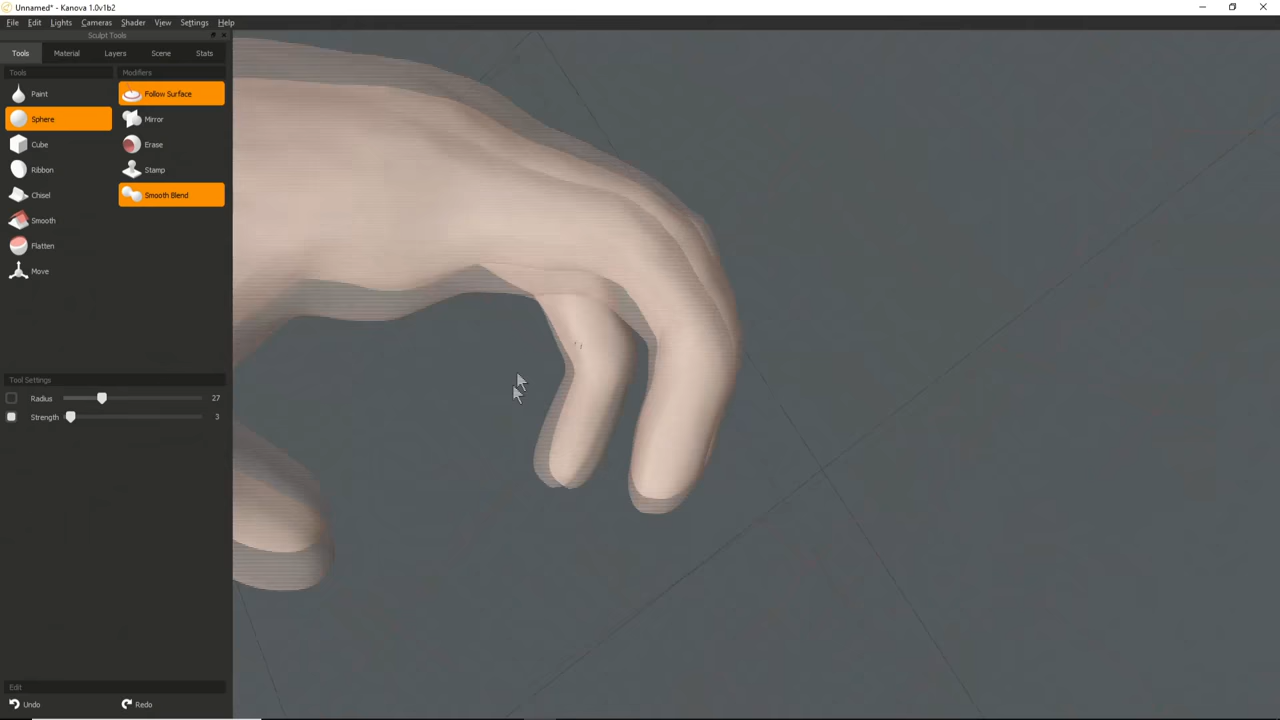 Unnamed* - Kanova 1.0v1b2
File Edit Lights Cameras Shader View Settings Help
Sculpt Tools
Tools Material Layers Scene Stats
Tools Modifiers
Paint Follow Surface
Sphere Mirror
Cube Erase
Ribbon Stamp
Chisel Smooth Blend
Smooth
Flatten
Move
Tool Settings
Radius 27
Strength 3
Edit
Undo Redo